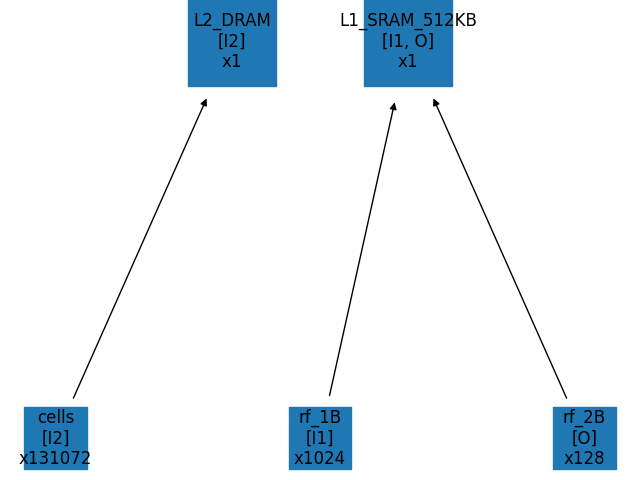 L2_DRAM
[I2]
x1
L1_SRAM_512KB
[I1, O]
x1
cells
[I2]
x131072
rf_1B
[I1]
x1024
rf_2B
[O]
x128